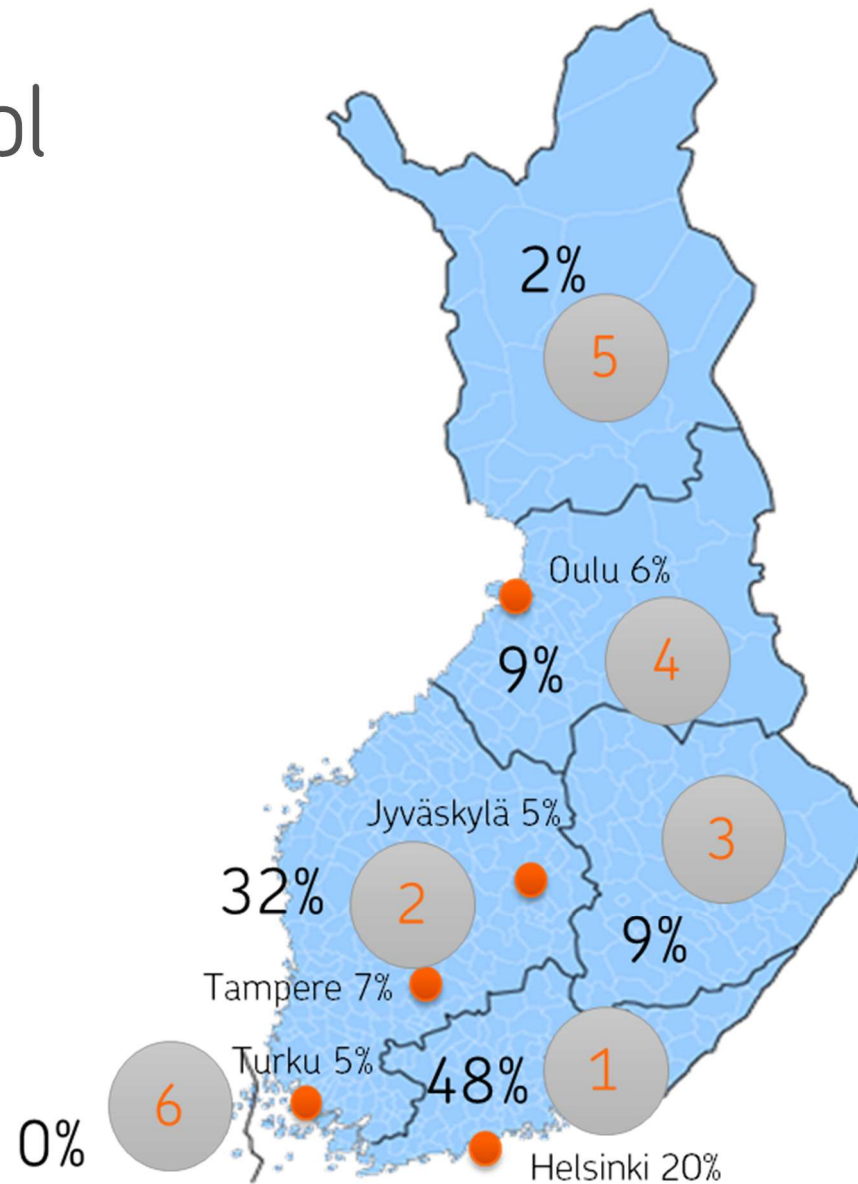 ol
2%
5
Oulu 6%
9%
4
Jyväskylä 5%
3
32%
2
9%
Tampere 7%
Turku 5%
48%
1
6
0%
Helsinki 20%